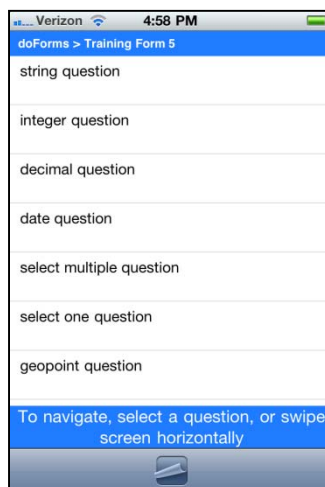 Verizon 4:58 PM
doForms > Training Form 5
string question
integer question
decimal question
date question
select multiple question
select one question
geopoint question
To navigate, select a question, or swipe
screen horizontally